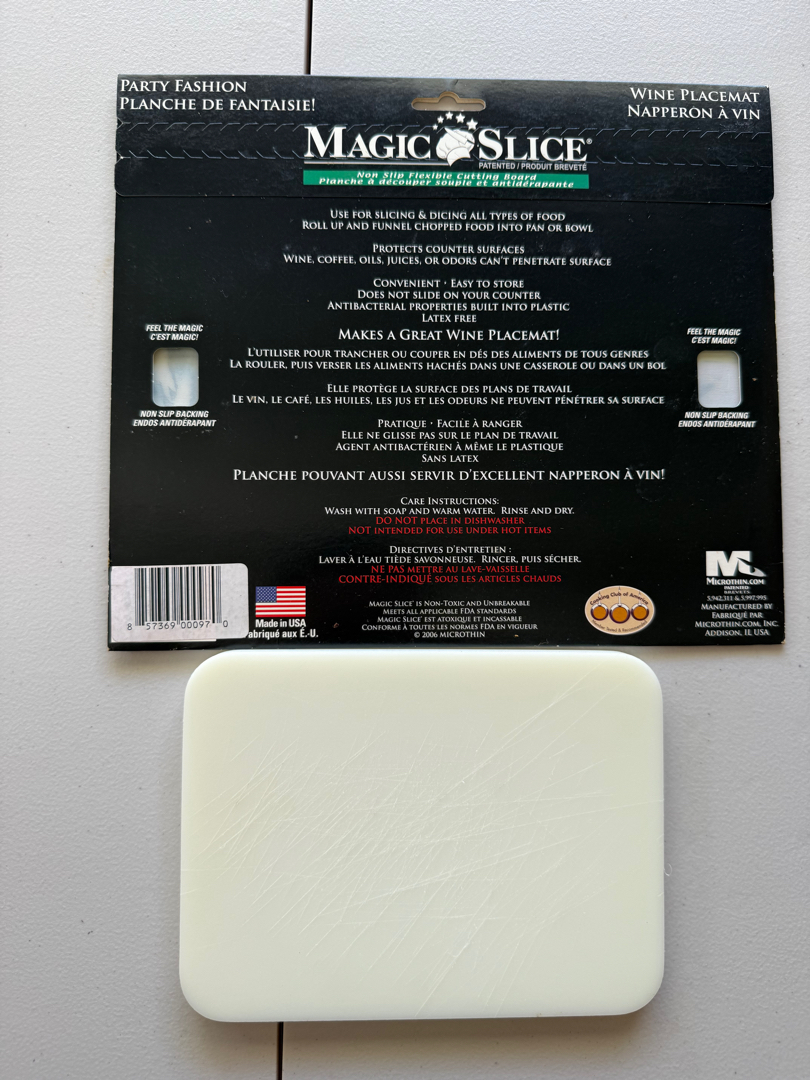 PARTY FASHION
PLANCHE DE FANTAISIE!
WINE PLACEMAT
NAPPERON À VIN
MAGIC SLICE®
PATENTED / PRODUIT BREVETÉ
Non Slip Flexible Cutting Board
Planche à découper souple et antidérapante
USE FOR SLICING & DICING ALL TYPES OF FOOD
ROLL UP AND FUNNEL CHOPPED FOOD INTO PAN OR BOWL
PROTECTS COUNTER SURFACES
WINE, COFFEE, OILS, JUICES, OR ODORS CAN'T PENETRATE SURFACE
CONVENIENT · EASY TO STORE
DOES NOT SLIDE ON YOUR COUNTER
ANTIBACTERIAL PROPERTIES BUILT INTO PLASTIC
LATEX FREE
MAKES A GREAT WINE PLACEMAT!
FEEL THE MAGIC
C'EST MAGIC!
NON SLIP BACKING
ENDOS ANTIDÉRAPANT
FEEL THE MAGIC
C'EST MAGIC!
NON SLIP BACKING
ENDOS ANTIDÉRAPANT
L'UTILISER POUR TRANCHER OU COUPER EN DÉS DES ALIMENTS DE TOUS GENRES
LA ROULER, PUIS VERSER LES ALIMENTS HACHÉS DANS UNE CASSEROLE OU DANS UN BOL
ELLE PROTÈGE LA SURFACE DES PLANS DE TRAVAIL
LE VIN, LE CAFÉ, LES HUILES, LES JUS ET LES ODEURS NE PEUVENT PÉNÉTRER SA SURFACE
PRATIQUE · FACILE À RANGER
ELLE NE GLISSE PAS SUR LE PLAN DE TRAVAIL
AGENT ANTIBACTÉRIEN À MÊME LE PLASTIQUE
SANS LATEX
PLANCHE POUVANT AUSSI SERVIR D'EXCELLENT NAPPERON À VIN!
CARE INSTRUCTIONS:
WASH WITH SOAP AND WARM WATER. RINSE AND DRY.
DO NOT PLACE IN DISHWASHER
NOT INTENDED FOR USE UNDER HOT ITEMS
DIRECTIVES D'ENTRETIEN :
LAVER À L'EAU TIÈDE SAVONNEUSE. RINCER, PUIS SÉCHER.
NE PAS METTRE AU LAVE-VAISSELLE
CONTRE-INDIQUÉ SOUS LES ARTICLES CHAUDS
8 57369 00097 0
Made in USA
abriqué aux É.-U.
MAGIC SLICE® IS NON-TOXIC AND UNBREAKABLE
MEETS ALL APPLICABLE FDA STANDARDS
MAGIC SLICE® EST ATOXIQUE ET INCASSABLE
CONFORME À TOUTES LES NORMES FDA EN VIGUEUR
© 2006 MICROTHIN
Cooking Club of America
MICROTHIN.COM
PATENTED:
BREVETS:
5,942,311 & 5,997,995
MANUFACTURED BY
FABRIQUÉ PAR
MICROTHIN.COM, INC.
ADDISON, IL USA